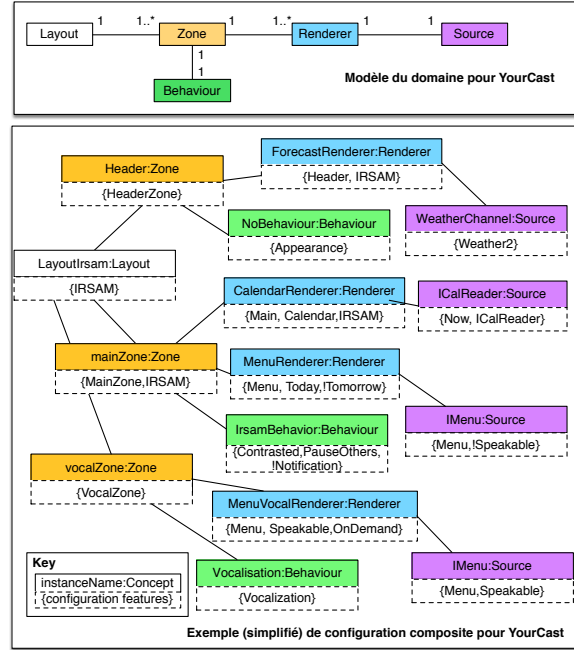 1 1..* 1 1..* 1 1
Layout Zone Renderer Source
1
1
Behaviour
Modèle du domaine pour YourCast
ForecastRenderer:Renderer
{Header, IRSAM}
Header:Zone
{HeaderZone}
NoBehaviour:Behaviour
{Appearance}
WeatherChannel:Source
{Weather2}
LayoutIrsam:Layout
{IRSAM}
CalendarRenderer:Renderer
{Main, Calendar,IRSAM}
ICalReader:Source
{Now, ICalReader}
mainZone:Zone
{MainZone,IRSAM}
MenuRenderer:Renderer
{Menu, Today,!Tomorrow}
IrsamBehavior:Behaviour
{Contrasted,PauseOthers,
!Notification}
IMenu:Source
{Menu,!Speakable}
vocalZone:Zone
{VocalZone}
MenuVocalRenderer:Renderer
{Menu, Speakable,OnDemand}
Key
instanceName:Concept
{configuration features}
Vocalisation:Behaviour
{Vocalization}
IMenu:Source
{Menu,Speakable}
Exemple (simplifié) de configuration composite pour YourCast